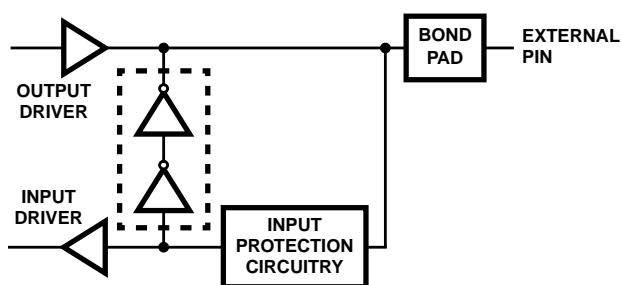 OUTPUT
DRIVER
BOND
PAD
EXTERNAL
PIN
INPUT
DRIVER
INPUT
PROTECTION
CIRCUITRY